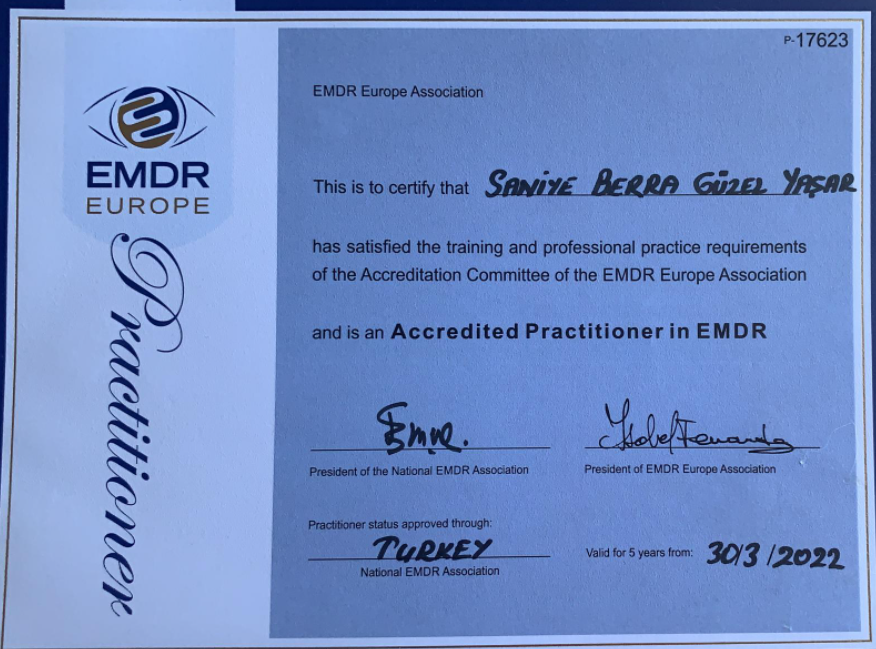 P-17623
EMDR
EUROPE
Practitioner
EMDR Europe Association
This is to certify that SANİYE BERRA GÜZEL YAŞAR
has satisfied the training and professional practice requirements
of the Accreditation Committee of the EMDR Europe Association
and is an Accredited Practitioner in EMDR
President of the National EMDR Association
President of EMDR Europe Association
Practitioner status approved through:
TURKEY
National EMDR Association
Valid for 5 years from: 30/3/2022